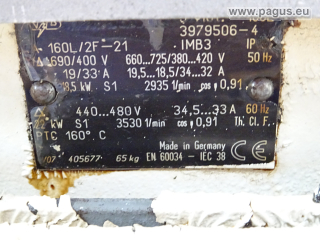 www.pagus.eu
3979506-4
160L/2F-21 IMB3 IP
△ 690/400 V 660...725/380...420 V 50 Hz
19/33 A 19,5...18,5/34...32 A
kW S1 2935 1/min cos φ 0,91
440...480 V 34,5...33 A 60 Hz
kW S1 3530 1/min cos φ 0,91 Th. Cl. F
PTC 160°C
Made in Germany CE
405677 65 kg EN 60034 - IEC 38